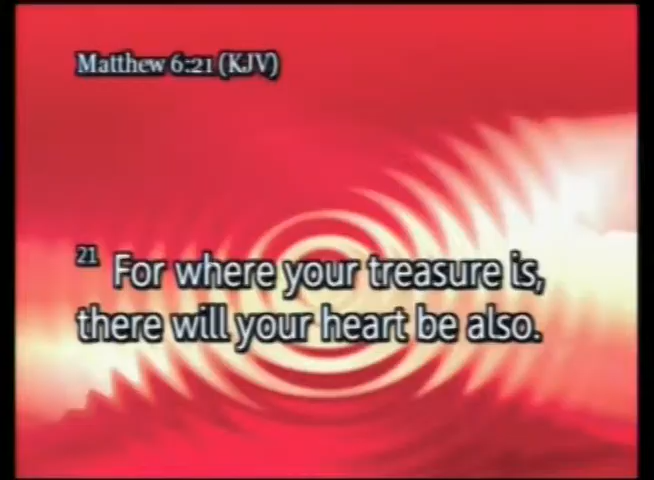 Matthew 6:21 (KJV)
21 For where your treasure is,
there will your heart be also.